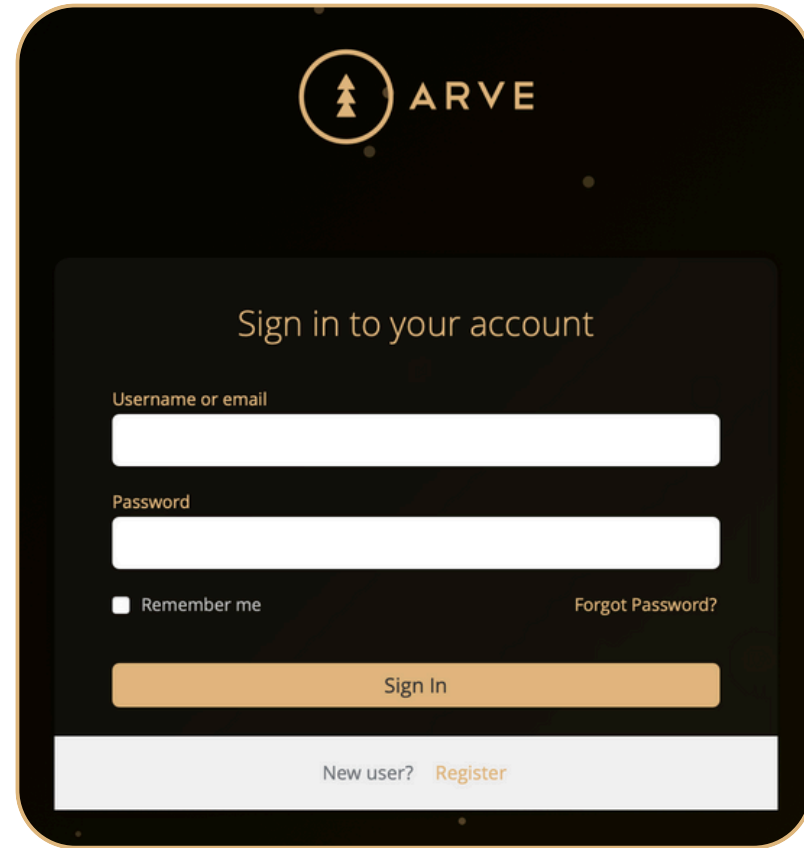 ARVE
Sign in to your account
Username or email
Password
Remember me Forgot Password?
Sign In
New user? Register